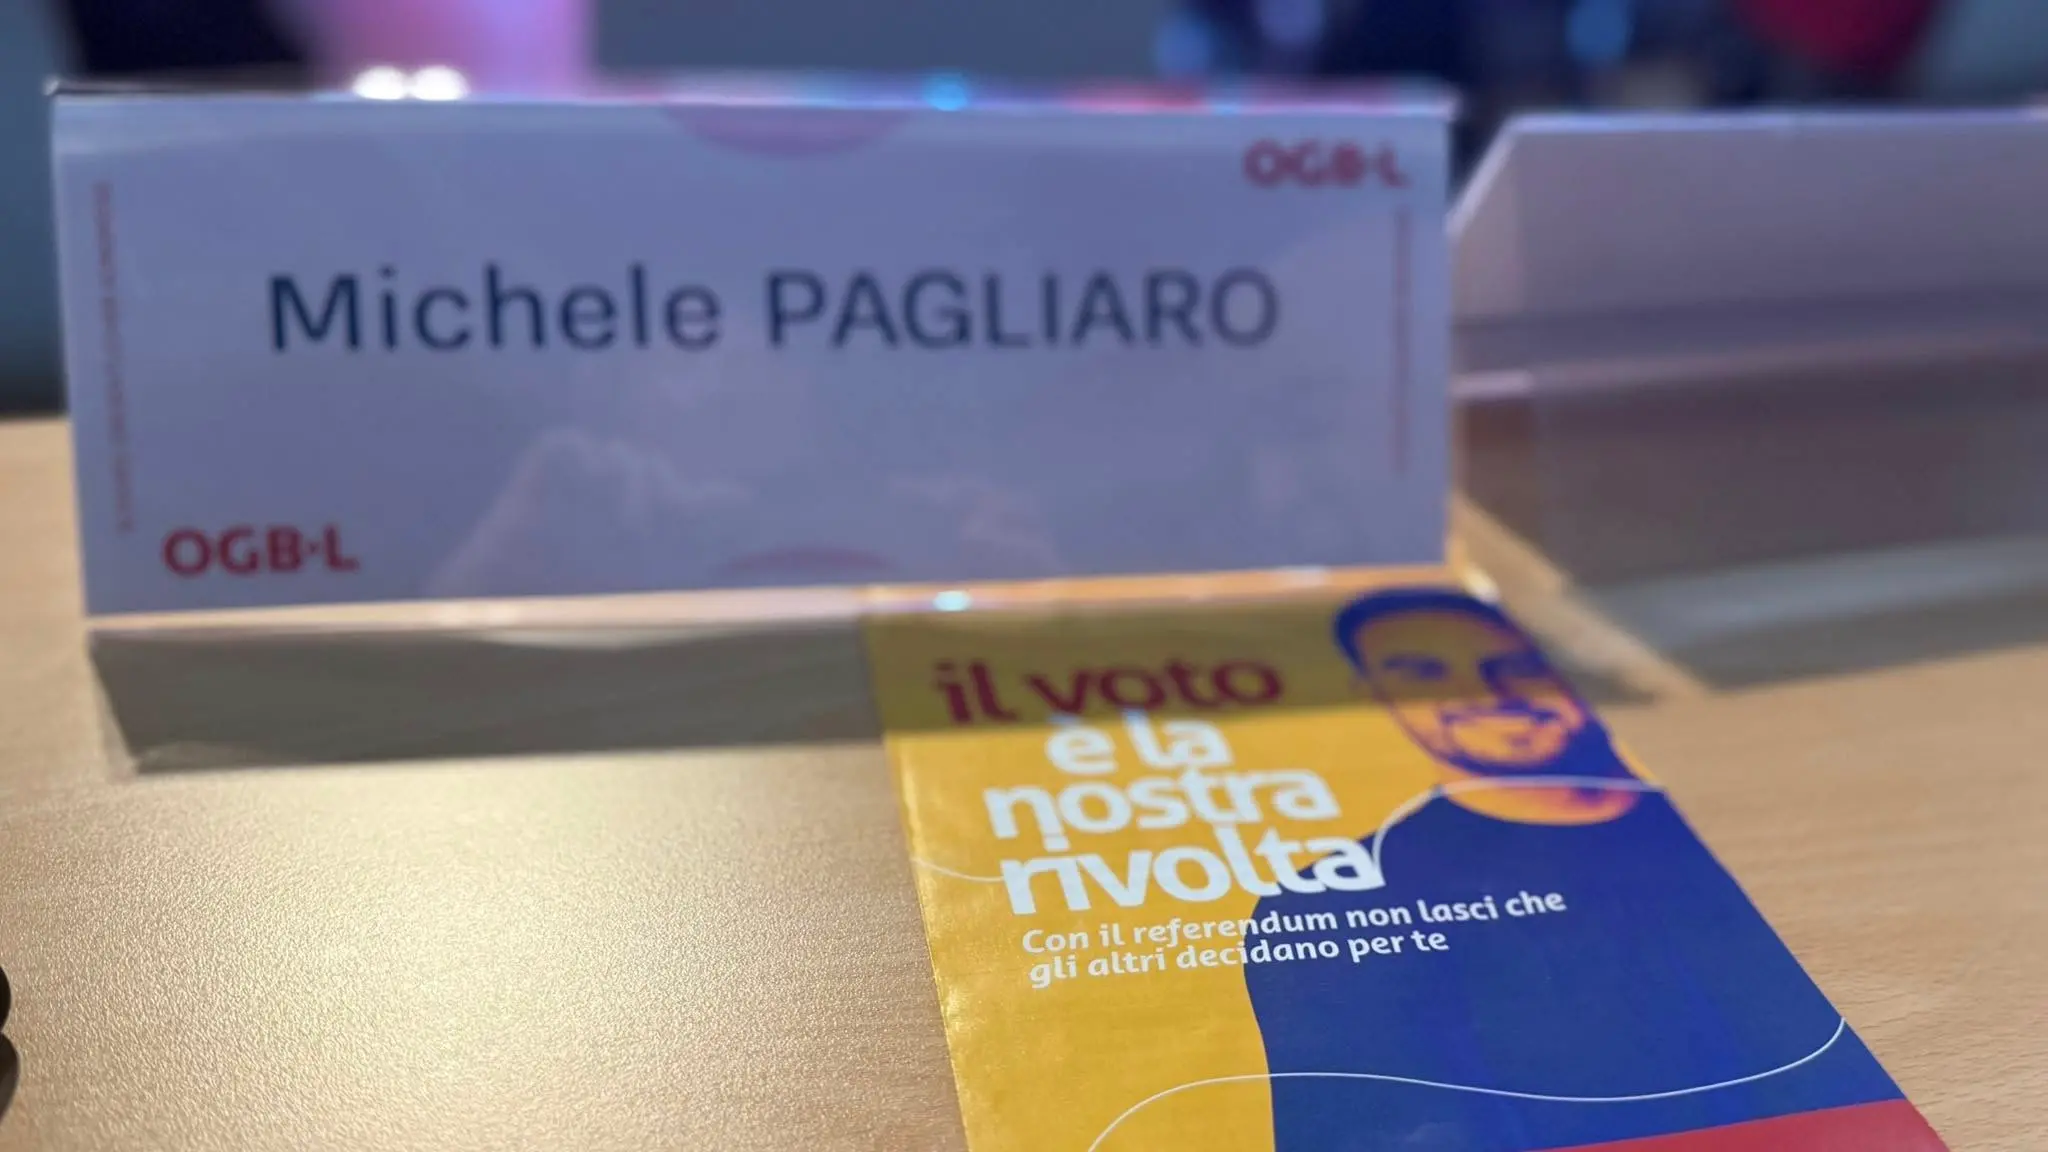 OGB·L
Michele PAGLIARO
OGB·L
il voto
è la
nostra
rivolta
Con il referendum non lasci che
gli altri decidano per te